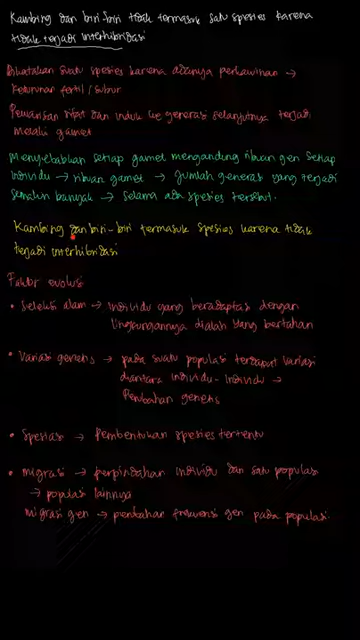 Kambing dan biri-biri tidak termasuk satu spesies karena
tidak terjadi interhibridasi
Dikatakan suatu spesies karena adanya perkawinan →
keturunan fertil / subur
Pewarisan sifat dari induk ke generasi selanjutnya terjadi
melalui gamet
Menyebabkan setiap gamet mengandung ribuan gen setiap
individu → ribuan gamet → Jumlah generasi yang terjadi
semakin banyak → selama ada spesies tersebut.
Kambing dan biri-biri termasuk spesies karena tidak
terjadi interhibridasi
Faktor evolusi
• Seleksi alam → individu yang beradaptasi dengan
lingkungannya dialah yang bertahan
• Variasi genetis → pada suatu populasi terdapat variasi
diantara individu-individu →
Perubahan genetis
• Spesiasi → Pembentukan spesies tertentu
• Migrasi → perpindahan individu dari satu populasi
→ populasi lainnya
Migrasi gen → perubahan frekuensi gen pada populasi.